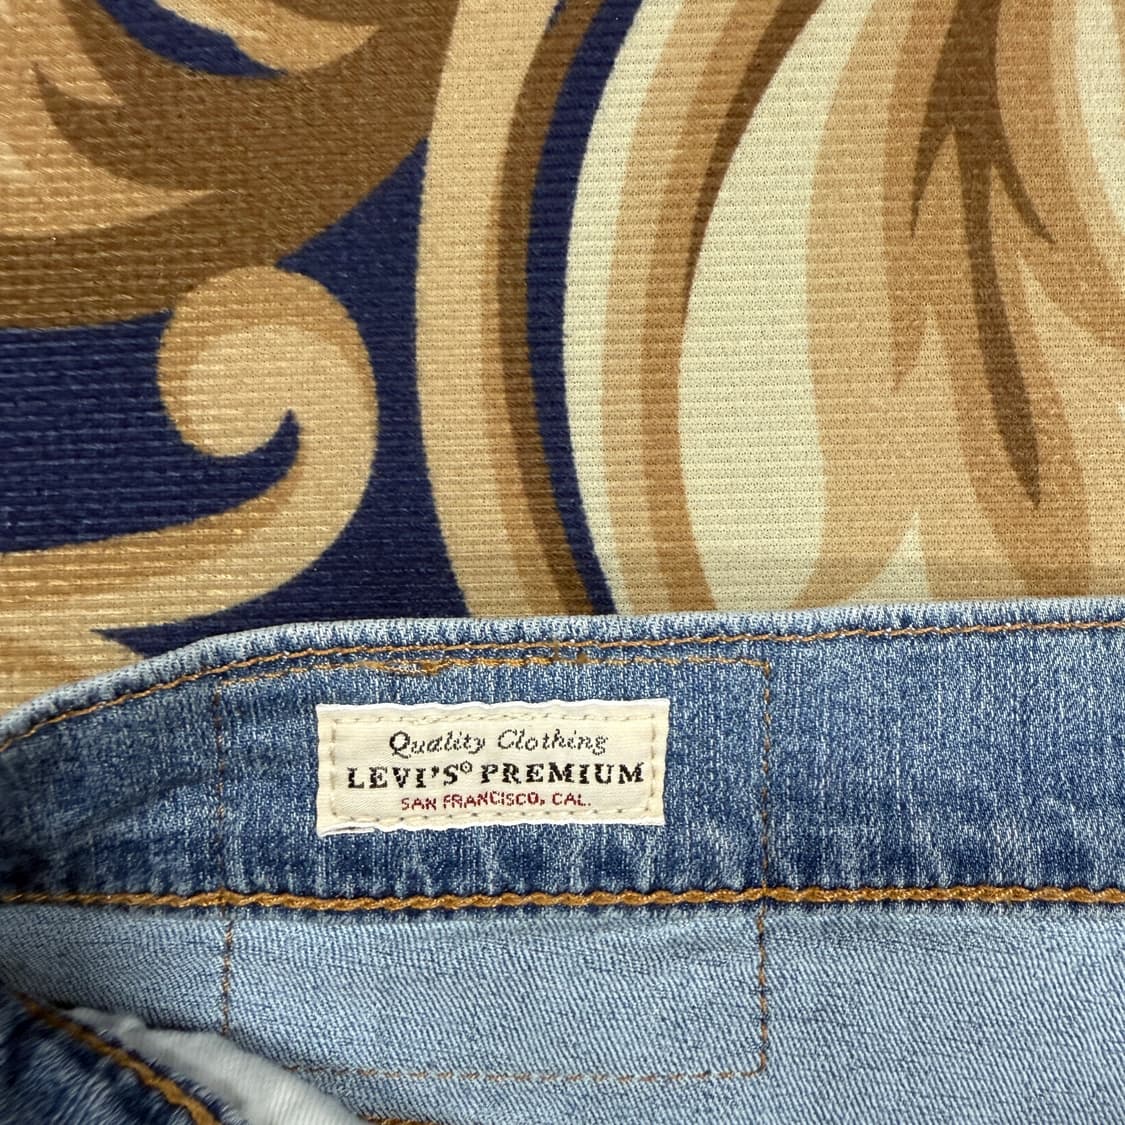 Quality Clothing
LEVI'S® PREMIUM
SAN FRANCISCO, CAL.